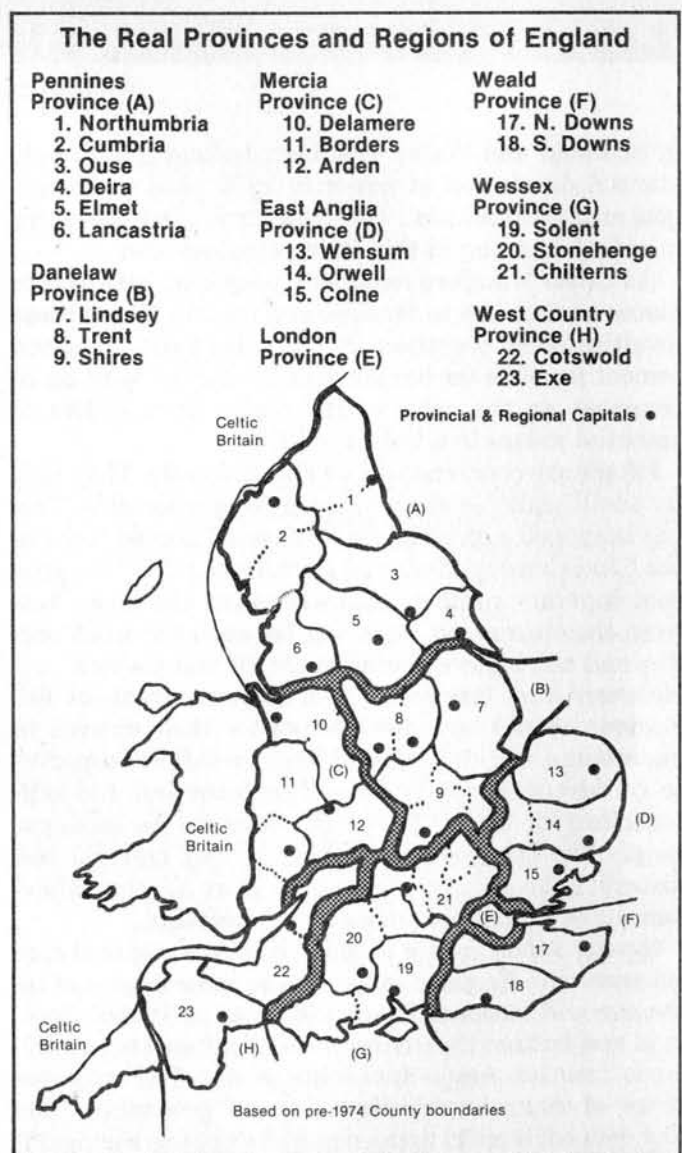 The Real Provinces and Regions of England
Pennines
Province (A)
1. Northumbria
2. Cumbria
3. Ouse
4. Deira
5. Elmet
6. Lancastria
Danelaw
Province (B)
7. Lindsey
8. Trent
9. Shires
Mercia
Province (C)
10. Delamere
11. Borders
12. Arden
East Anglia
Province (D)
13. Wensum
14. Orwell
15. Colne
London
Province (E)
Weald
Province (F)
17. N. Downs
18. S. Downs
Wessex
Province (G)
19. Solent
20. Stonehenge
21. Chilterns
West Country
Province (H)
22. Cotswold
23. Exe
Provincial & Regional Capitals
Celtic
Britain
1
(A)
2
3
5
4
6
(B)
10
8
7
(C)
13
11
9
(D)
12
14
Celtic
Britain
15
21
(E)
(F)
20
17
22
19
18
23
Celtic
Britain
(H)
(G)
Based on pre-1974 County boundaries